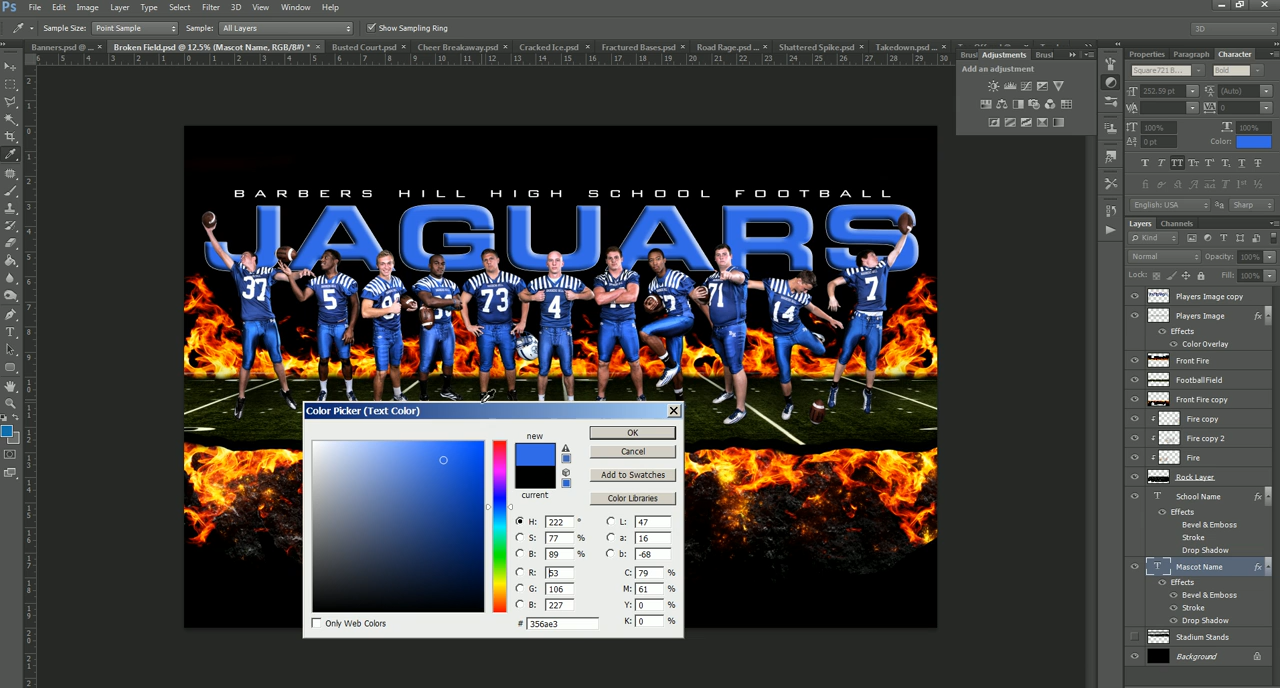 Ps File Edit Image Layer Type Select Filter 3D View Window Help
Sample Size: Point Sample Sample: All Layers Show Sampling Ring 3D
Banners.psd @ ... × Broken Field.psd @ 12.5% (Mascot Name, RGB/8#) * × Busted Court.psd × Cheer Breakaway.psd × Cracked Ice.psd × Fractured Bases.psd × Road Rage.psd × Shattered Spike.psd × Takedown.psd ×
Brus Adjustments Brusl
Add an adjustment
Properties Paragraph Character
Square721 B... Bold
252.59 pt (Auto)
0
100% 100%
0 pt Color:
English: USA Sharp
Layers Channels
Kind
Normal Opacity: 100%
Lock: Fill: 100%
Players Image copy
Players Image fx
Effects
Color Overlay
Front Fire
Football Field
Front Fire copy
Fire copy
Fire copy 2
Fire
Rock Layer
School Name fx
Effects
Bevel & Emboss
Stroke
Drop Shadow
Mascot Name fx
Effects
Bevel & Emboss
Stroke
Drop Shadow
Stadium Stands
Background
BARBERS HILL HIGH SCHOOL FOOTBALL
JAGUARS
37 5 73 4 71 14 7
Color Picker (Text Color)
new
current
OK
Cancel
Add to Swatches
Color Libraries
H: 222 ° L: 47
S: 77 % a: 16
B: 89 % b: -68
R: 53 C: 79 %
G: 106 M: 61 %
B: 227 Y: 0 %
# 356ae3 K: 0 %
Only Web Colors